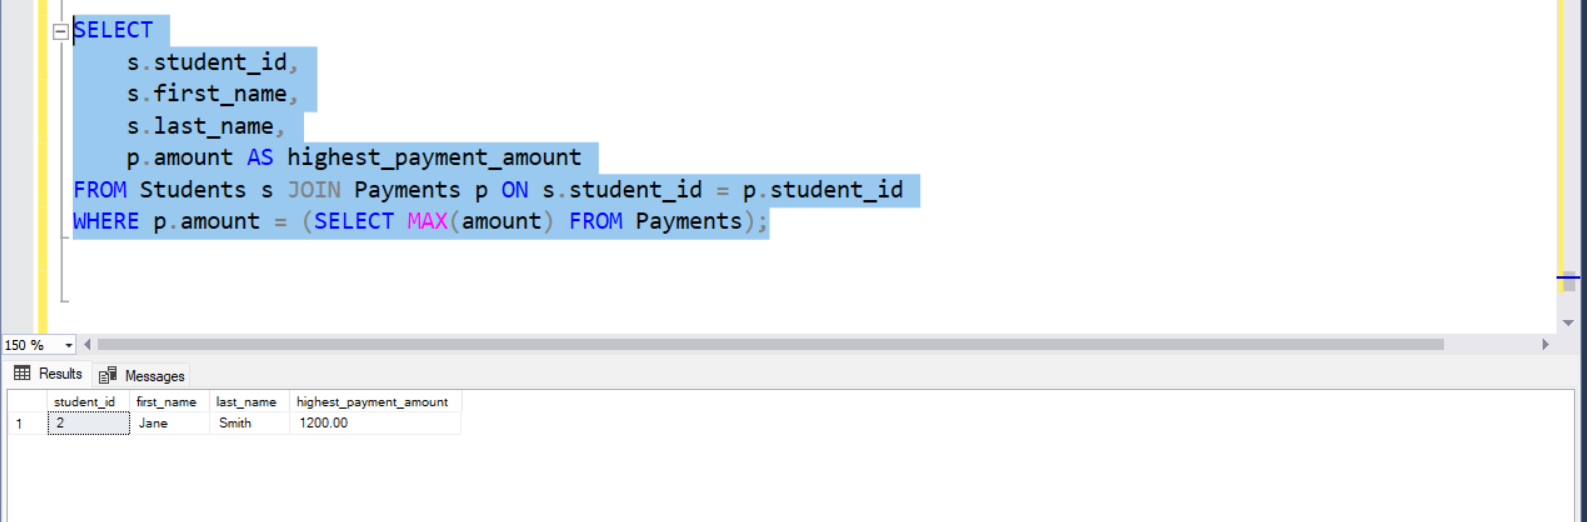 SELECT
s.student_id,
s.first_name,
s.last_name,
p.amount AS highest_payment_amount
FROM Students s JOIN Payments p ON s.student_id = p.student_id
WHERE p.amount = (SELECT MAX(amount) FROM Payments);
150 %
Results Messages
student_id first_name last_name highest_payment_amount
1 2 Jane Smith 1200.00